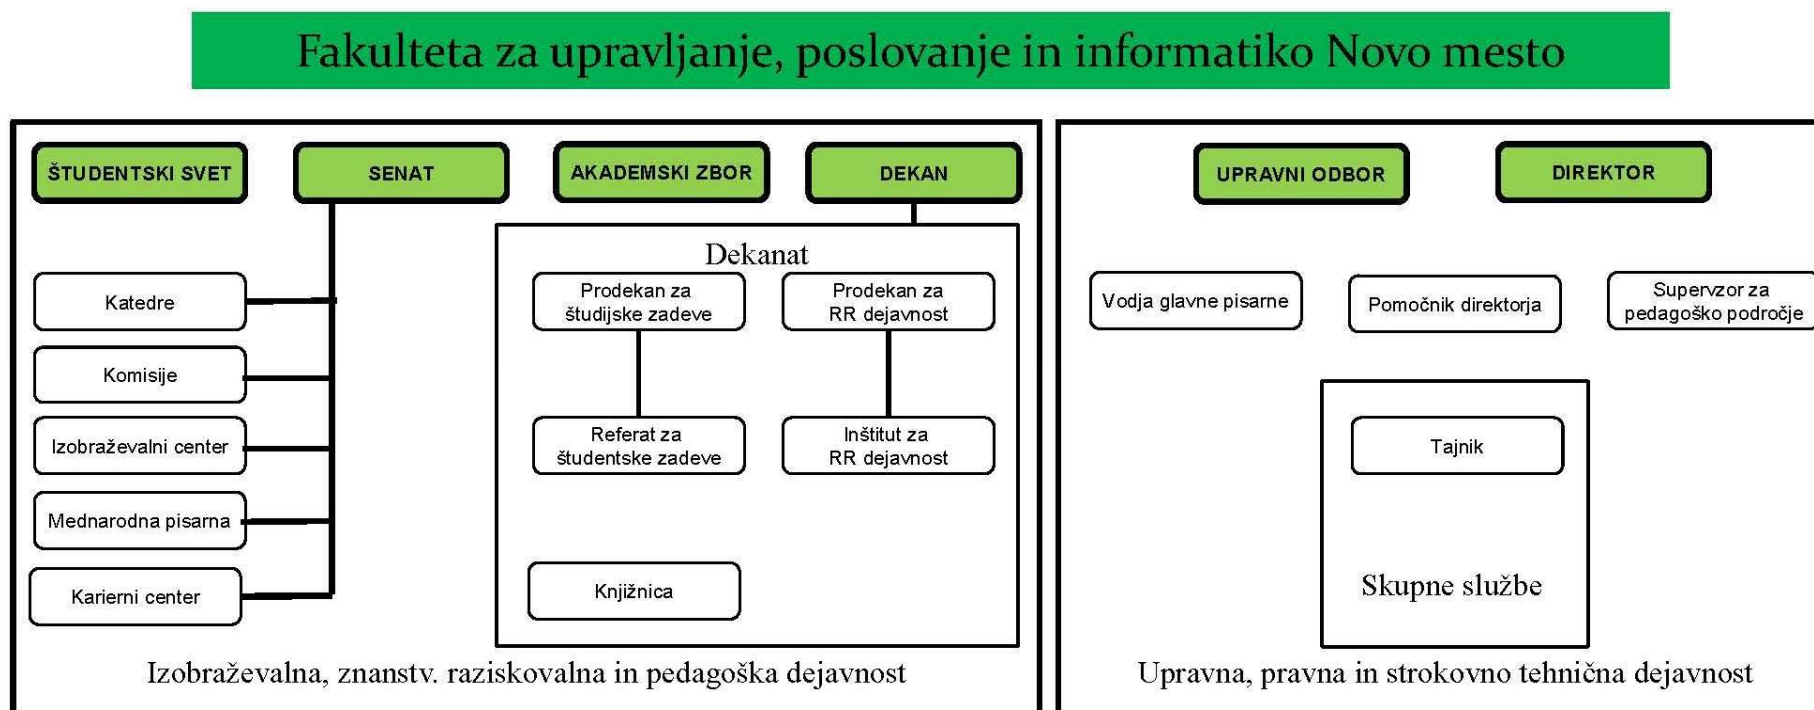 Fakulteta za upravljanje, poslovanje in informatiko Novo mesto
ŠTUDENTSKI SVET
SENAT
AKADEMSKI ZBOR
DEKAN
Katedre
Komisije
Izobraževalni center
Mednarodna pisarna
Karierni center
Dekanat
Prodekan za
študijske zadeve
Prodekan za
RR dejavnost
Referat za
študentske zadeve
Inštitut za
RR dejavnost
Knjižnica
Izobraževalna, znanstv. raziskovalna in pedagoška dejavnost
UPRAVNI ODBOR
DIREKTOR
Vodja glavne pisarne
Pomočnik direktorja
Supervzor za
pedagoško področje
Tajnik
Skupne službe
Upravna, pravna in strokovno tehnična dejavnost